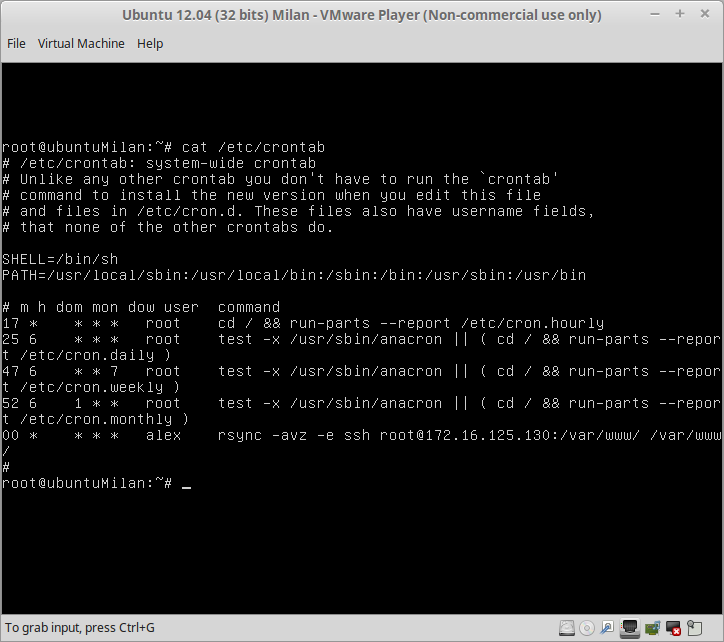 Ubuntu 12.04 (32 bits) Milan - VMware Player (Non-commercial use only)
File Virtual Machine Help
root@ubuntuMilan:~# cat /etc/crontab
# /etc/crontab: system-wide crontab
# Unlike any other crontab you don't have to run the `crontab'
# command to install the new version when you edit this file
# and files in /etc/cron.d. These files also have username fields,
# that none of the other crontabs do.
SHELL=/bin/sh
PATH=/usr/local/sbin:/usr/local/bin:/sbin:/bin:/usr/sbin:/usr/bin
# m h dom mon dow user  command
17 *    * * *   root    cd / && run-parts --report /etc/cron.hourly
25 6    * * *   root    test -x /usr/sbin/anacron || ( cd / && run-parts --repor
t /etc/cron.daily )
47 6    * * 7   root    test -x /usr/sbin/anacron || ( cd / && run-parts --repor
t /etc/cron.weekly )
52 6    1 * *   root    test -x /usr/sbin/anacron || ( cd / && run-parts --repor
t /etc/cron.monthly )
00 *    * * *   alex    rsync -avz -e ssh root@172.16.125.130:/var/www/ /var/www
/
#
root@ubuntuMilan:~# _
To grab input, press Ctrl+G